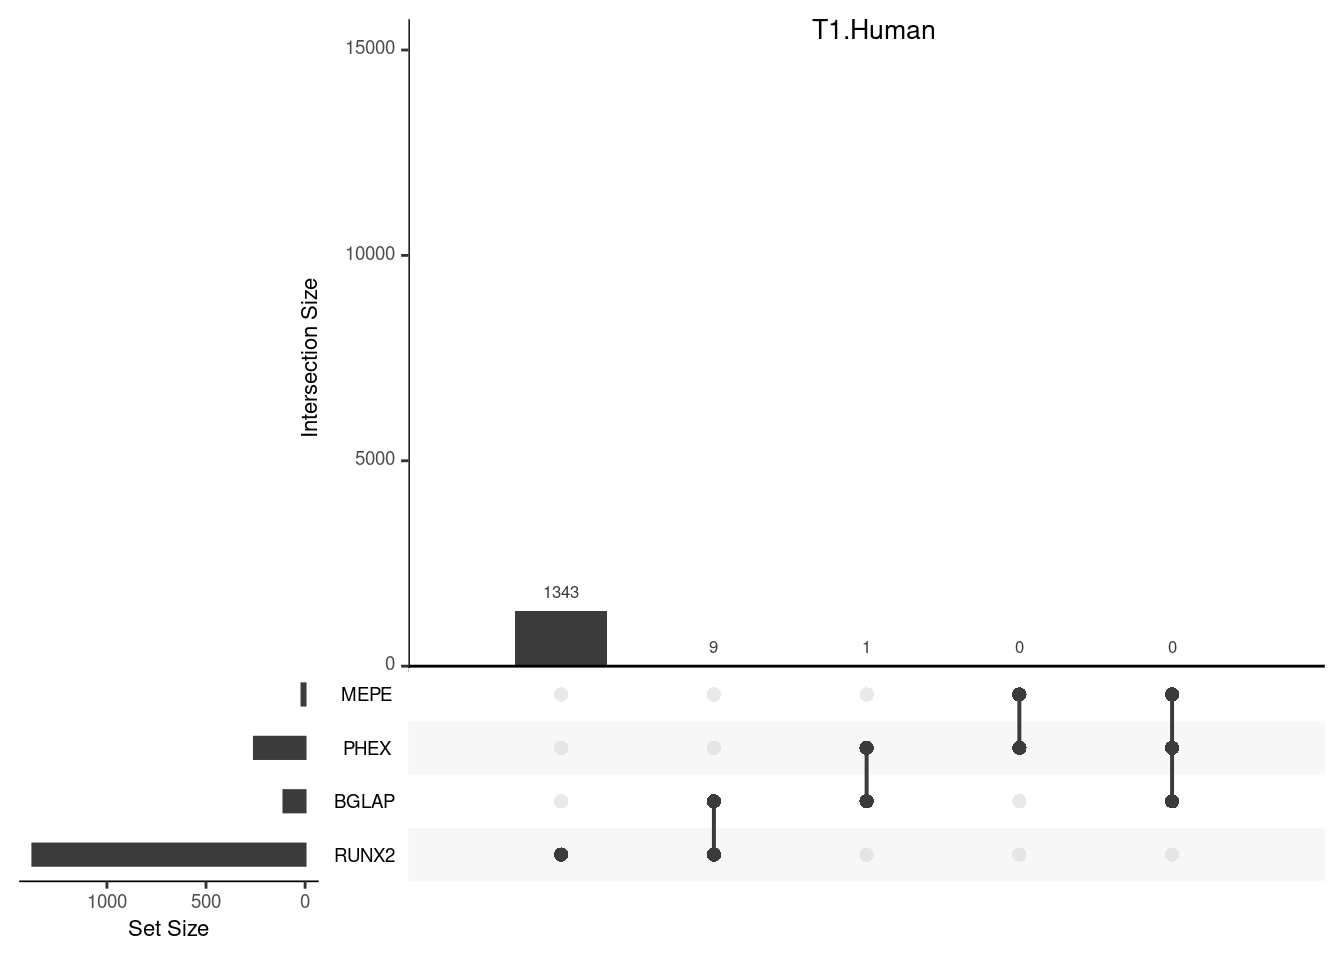 T1.Human
15000
10000
5000
0
Intersection Size
1343
9
1
0
0
MEPE
PHEX
BGLAP
RUNX2
1000 500 0
Set Size